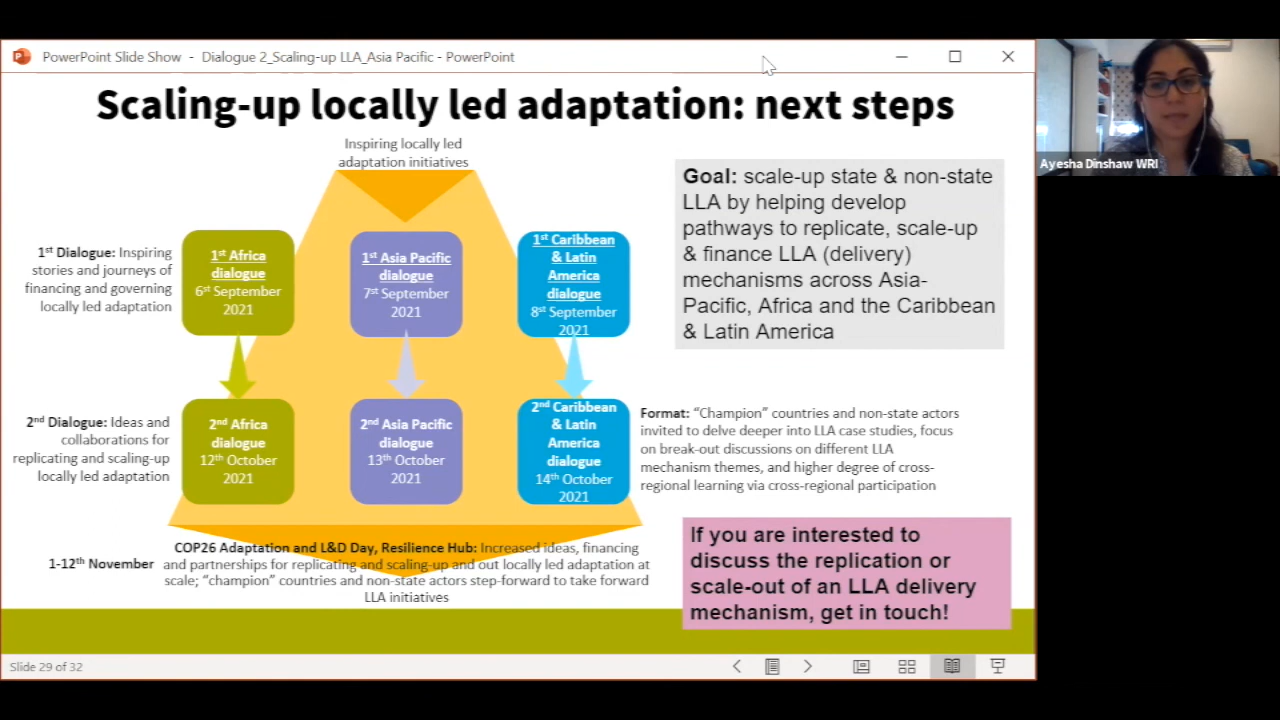 PowerPoint Slide Show - Dialogue 2_Scaling-up LLA_Asia Pacific - PowerPoint
Ayesha Dinshaw WRI
Scaling-up locally led adaptation: next steps
Inspiring locally led
adaptation initiatives
Goal: scale-up state & non-state
LLA by helping develop
pathways to replicate, scale-up
& finance LLA (delivery)
mechanisms across Asia-
Pacific, Africa and the Caribbean
& Latin America
1st Dialogue: Inspiring
stories and journeys of
financing and governing
locally led adaptation
1st Africa
dialogue
6st September
2021
1st Asia Pacific
dialogue
7st September
2021
1st Caribbean
& Latin
America
dialogue
8st September
2021
2nd Dialogue: Ideas and
collaborations for
replicating and scaling-up
locally led adaptation
2nd Africa
dialogue
12th October
2021
2nd Asia Pacific
dialogue
13th October
2021
2nd Caribbean
& Latin
America
dialogue
14th October
2021
Format: “Champion” countries and non-state actors
invited to delve deeper into LLA case studies, focus
on break-out discussions on different LLA
mechanism themes, and higher degree of cross-
regional learning via cross-regional participation
1-12th November
COP26 Adaptation and L&D Day, Resilience Hub: Increased ideas, financing
and partnerships for replicating and scaling-up and out locally led adaptation at
scale; “champion” countries and non-state actors step-forward to take forward
LLA initiatives
If you are interested to
discuss the replication or
scale-out of an LLA delivery
mechanism, get in touch!
Slide 29 of 32